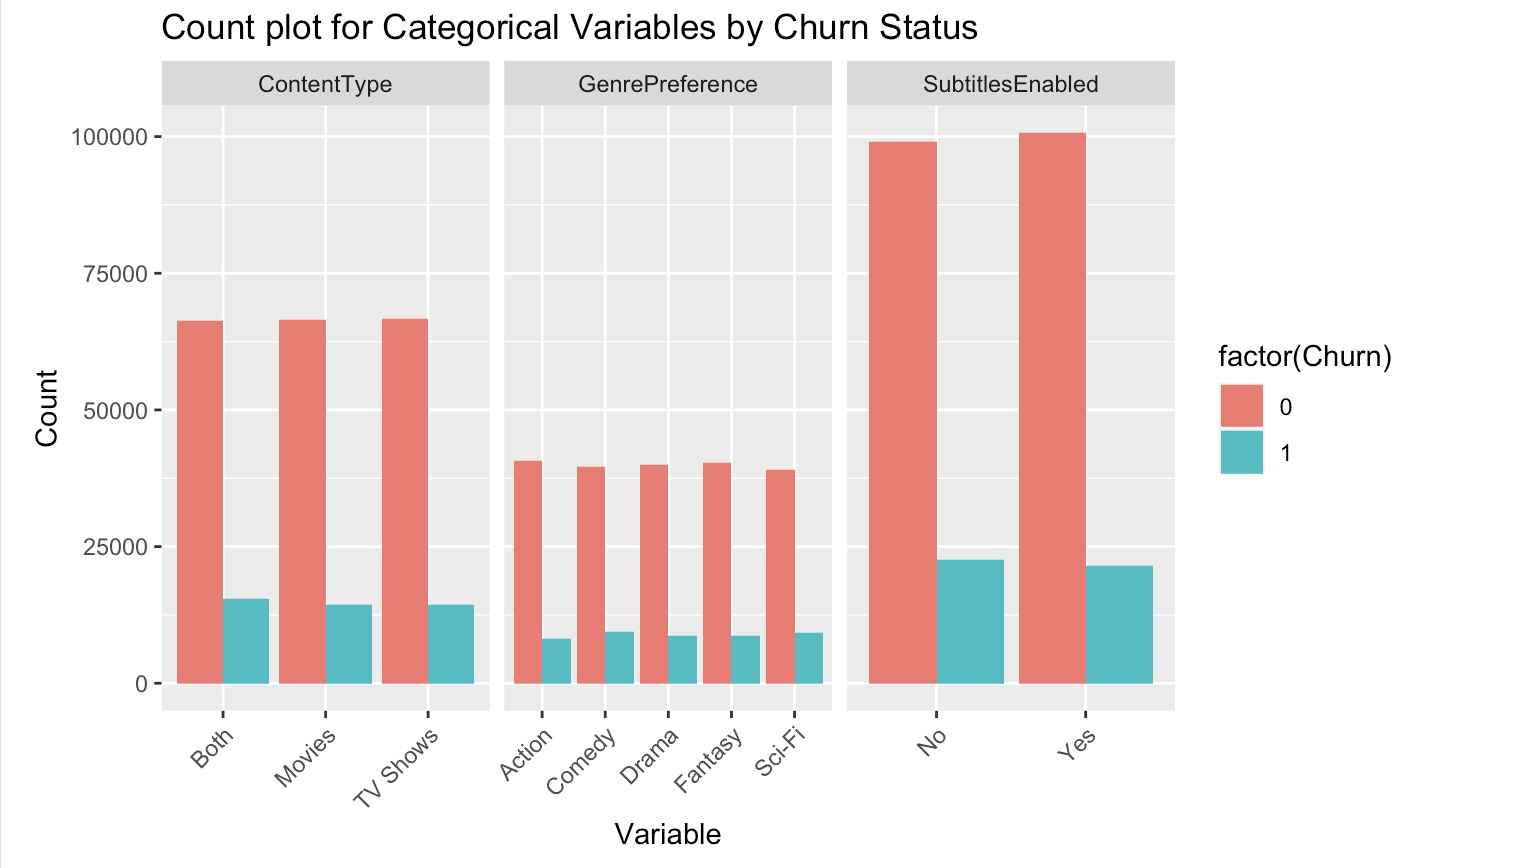 Count plot for Categorical Variables by Churn Status
ContentType
GenrePreference
SubtitlesEnabled
100000
75000
50000
25000
0
Count
Both
Movies
TV Shows
Action
Comedy
Drama
Fantasy
Sci-Fi
No
Yes
Variable
factor(Churn)
0
1